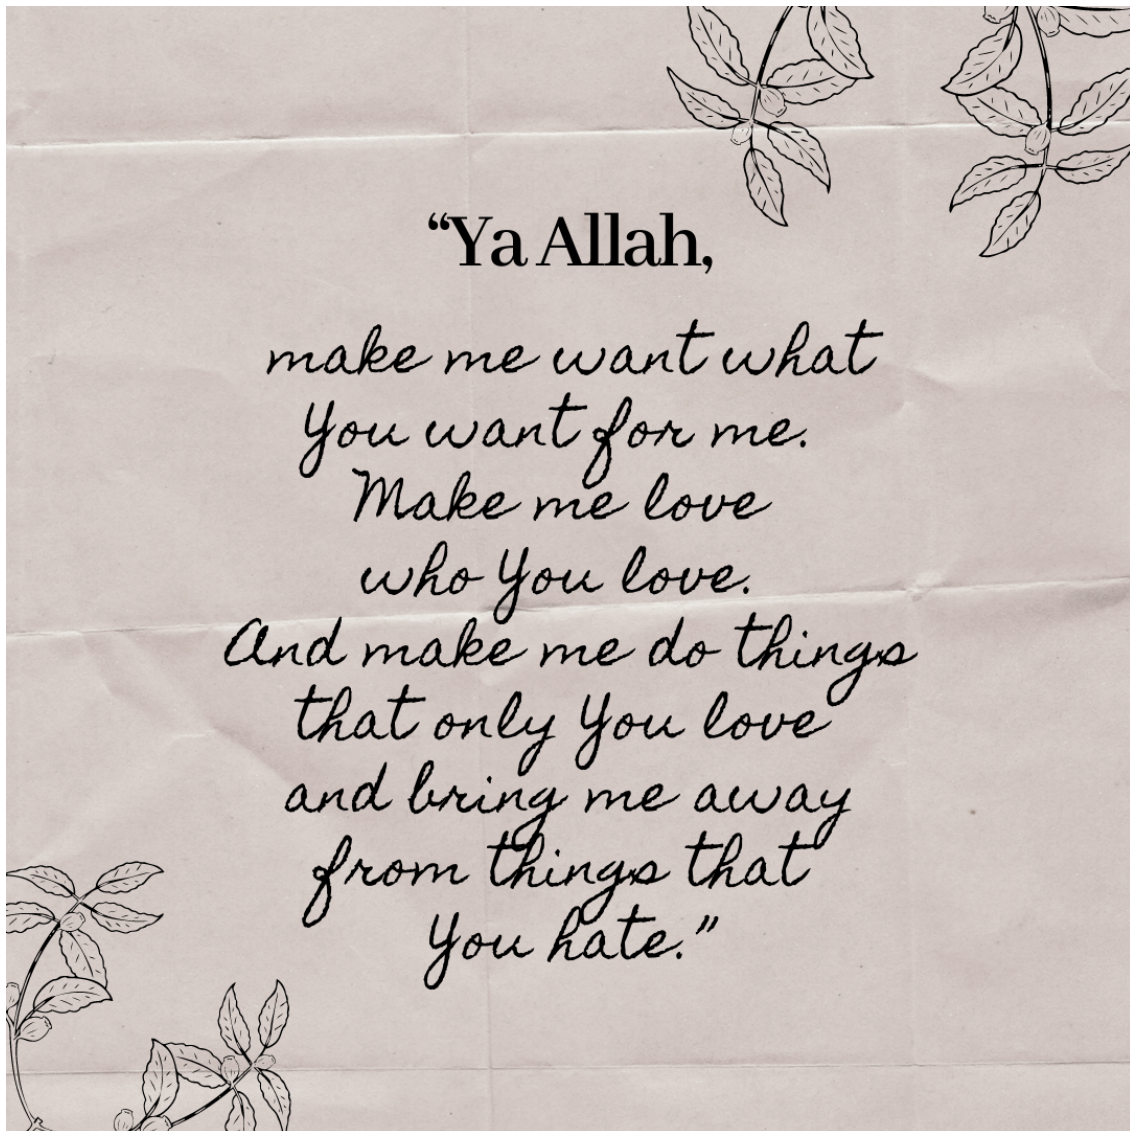 “Ya Allah,
make me want what
You want for me.
Make me love
who You love.
And make me do things
that only You love
and bring me away
from things that
You hate.”